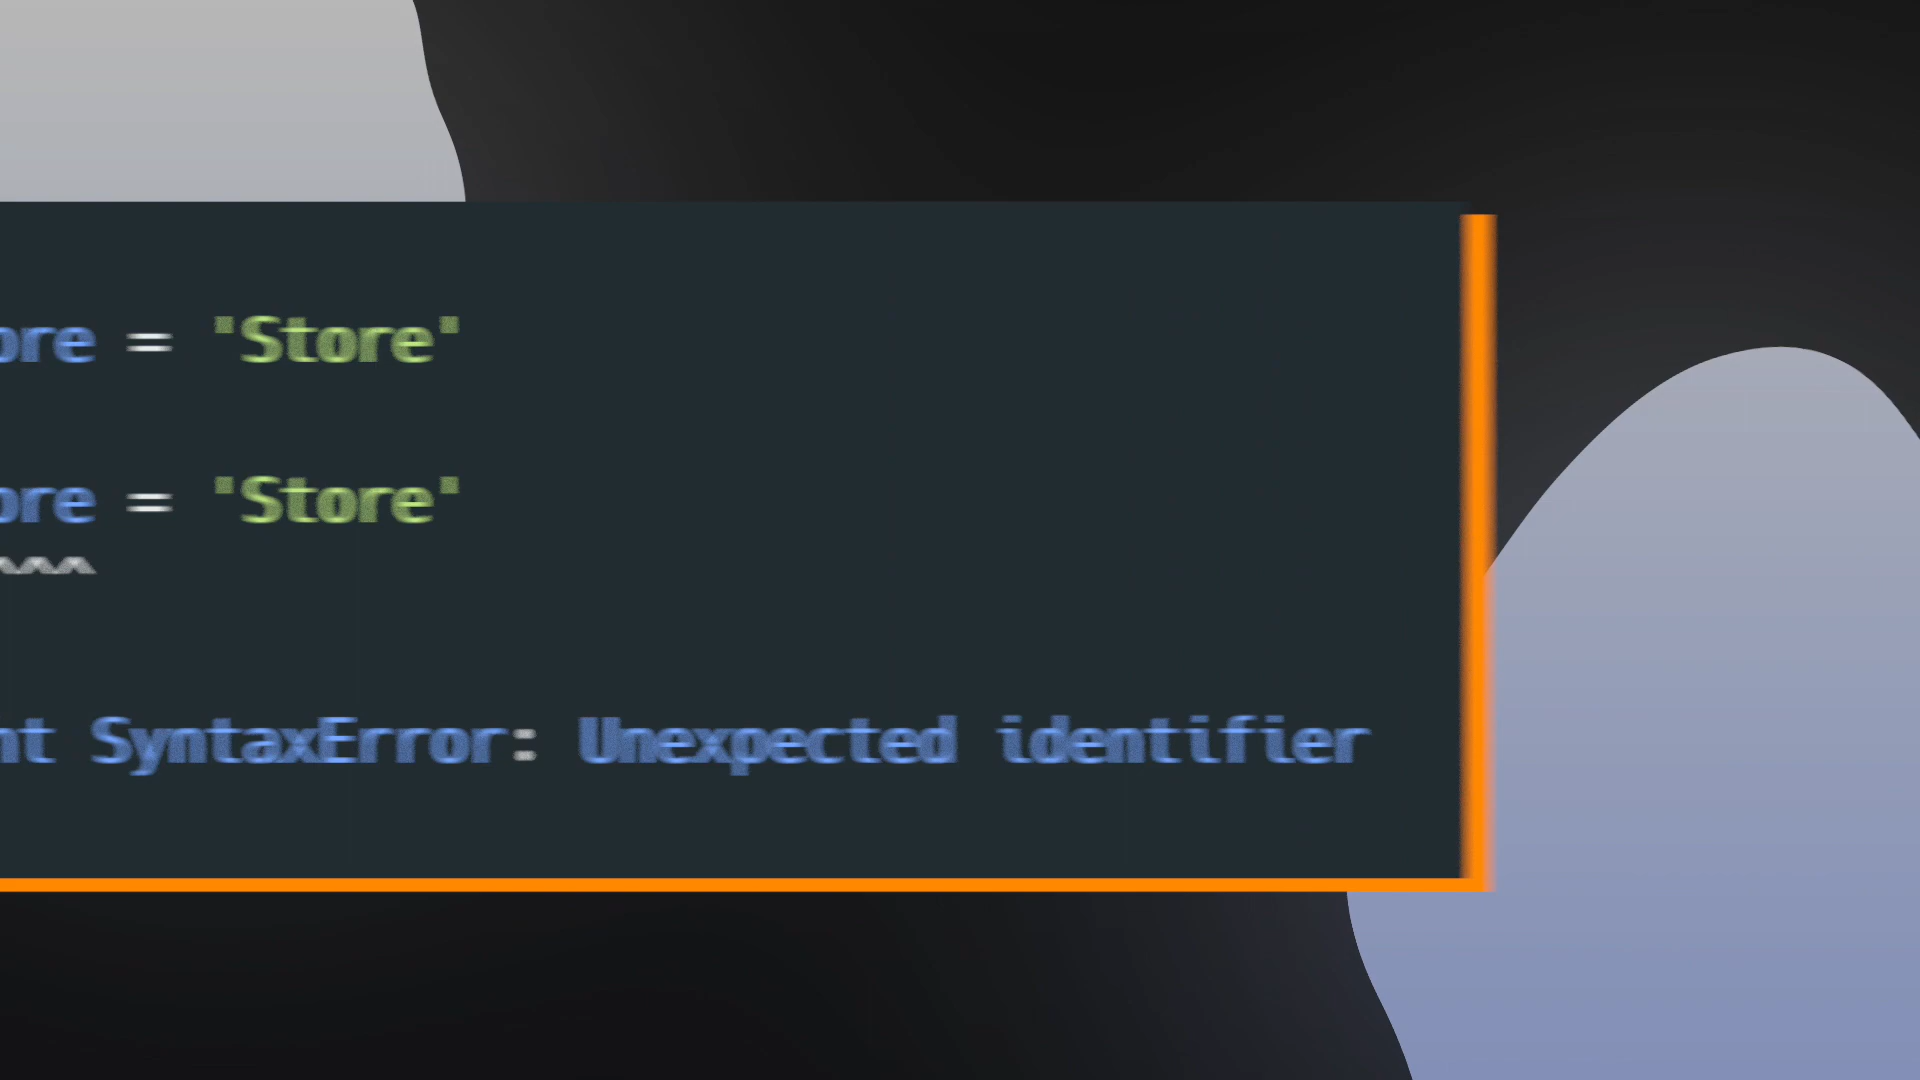 ore = 'Store'
ore = 'Store'
^^^
nt SyntaxError: Unexpected identifier